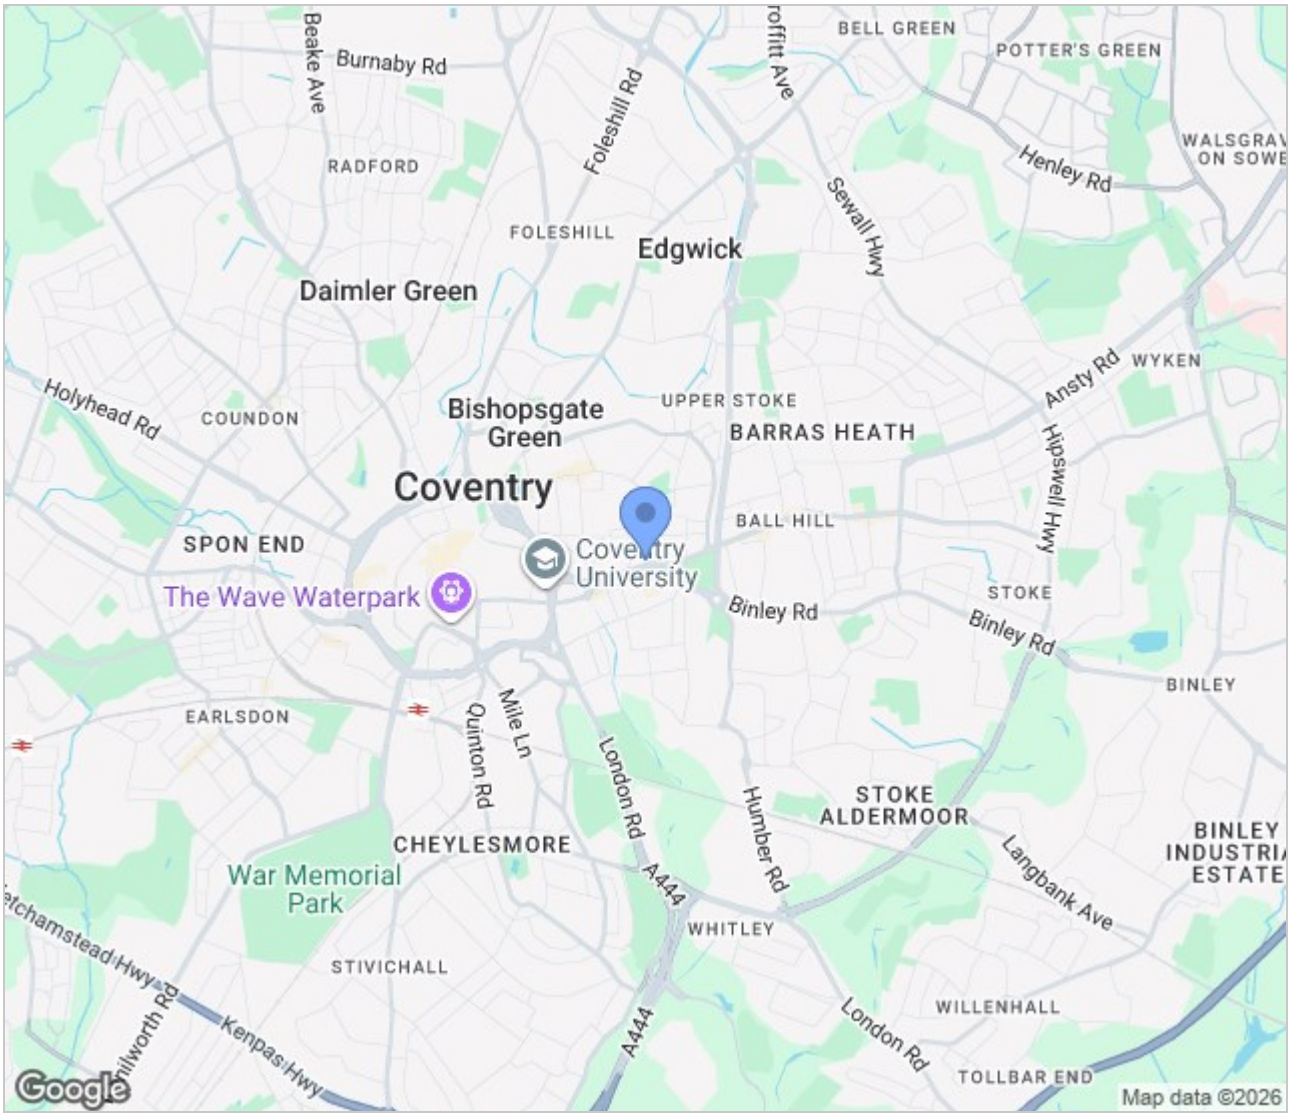 BELL GREEN
POTTER'S GREEN
Beake Ave
Burnaby Rd
Foleshill Rd
roffitt Ave
WALSGRAV
ON SOWE
Henley Rd
RADFORD
Sewall Hwy
FOLESHILL
Edgwick
Daimler Green
Ansty Rd
WYKEN
Holyhead Rd
COUNDON
Bishopsgate
Green
UPPER STOKE
BARRAS HEATH
Hipswell Hwy
Coventry
BALL HILL
SPON END
Coventry
University
The Wave Waterpark
Binley Rd
STOKE
Binley Rd
BINLEY
EARLSDON
Mile Ln
Quinton Rd
London Rd
Humber Rd
STOKE
ALDERMOOR
CHEYLESMORE
BINLEY
INDUSTRIA
ESTATE
Langbank Ave
War Memorial
Park
A444
WHITLEY
etchamstead Hwy
STIVICHALL
WILLENHALL
London Rd
A444
Kenpas Hwy
nilworth Rd
TOLLBAR END
Google
Map data ©2026